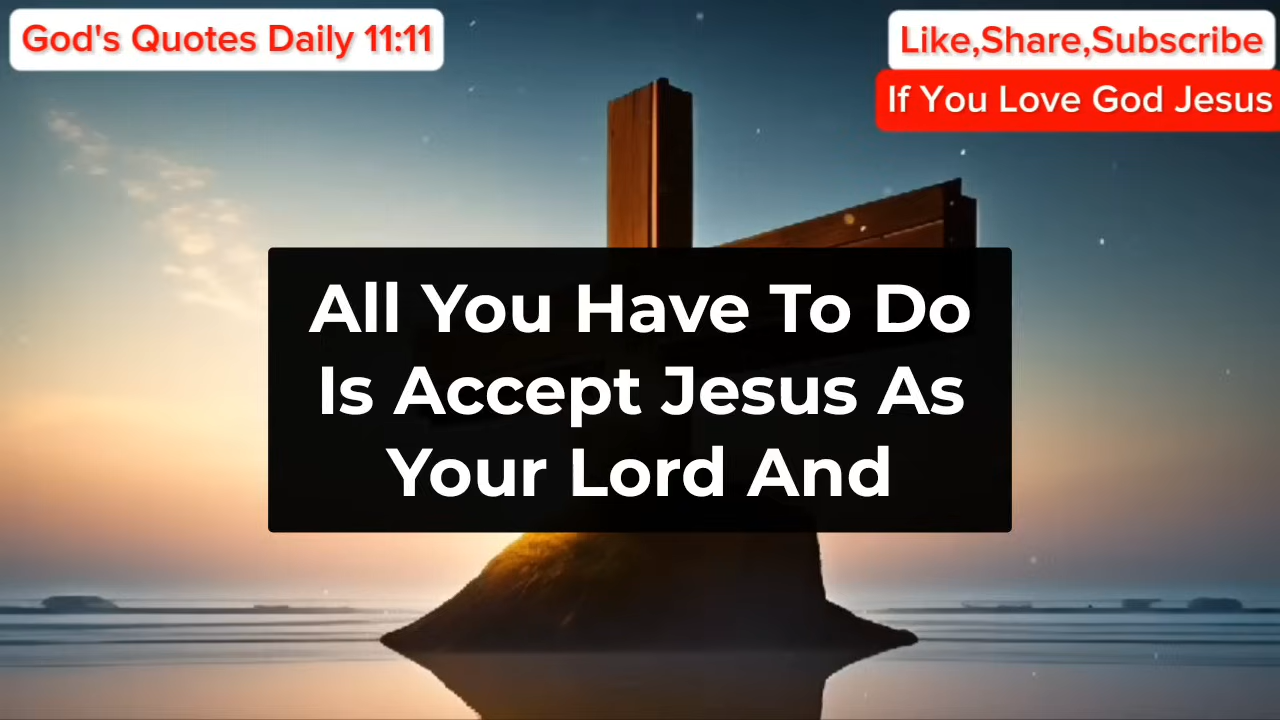 God's Quotes Daily 11:11
Like,Share,Subscribe
If You Love God Jesus
All You Have To Do
Is Accept Jesus As
Your Lord And